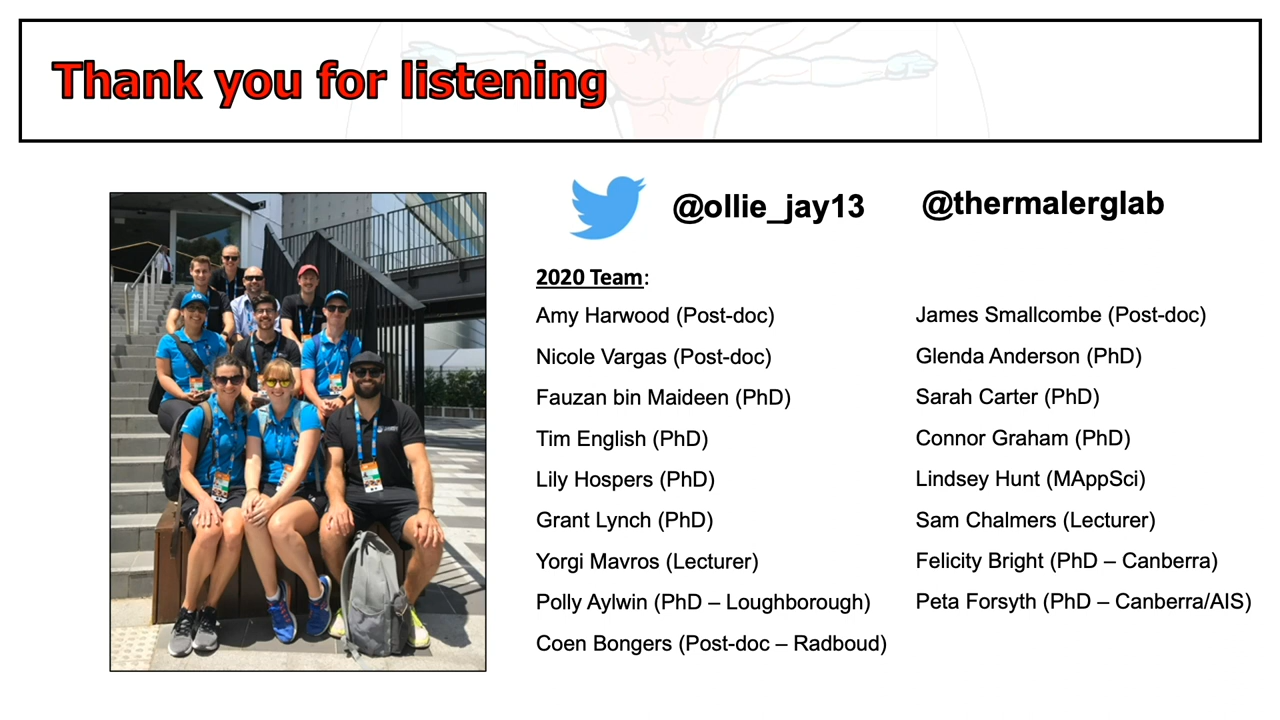 Thank you for listening
@ollie_jay13
@thermalerglab
2020 Team:
Amy Harwood (Post-doc)
Nicole Vargas (Post-doc)
Fauzan bin Maideen (PhD)
Tim English (PhD)
Lily Hospers (PhD)
Grant Lynch (PhD)
Yorgi Mavros (Lecturer)
Polly Aylwin (PhD – Loughborough)
Coen Bongers (Post-doc – Radboud)
James Smallcombe (Post-doc)
Glenda Anderson (PhD)
Sarah Carter (PhD)
Connor Graham (PhD)
Lindsey Hunt (MAppSci)
Sam Chalmers (Lecturer)
Felicity Bright (PhD – Canberra)
Peta Forsyth (PhD – Canberra/AIS)